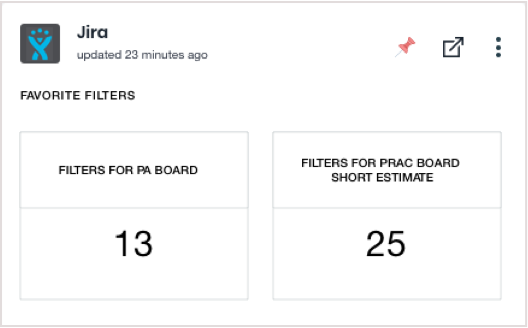 Jira
updated 23 minutes ago
FAVORITE FILTERS
FILTERS FOR PA BOARD
13
FILTERS FOR PRAC BOARD
SHORT ESTIMATE
25